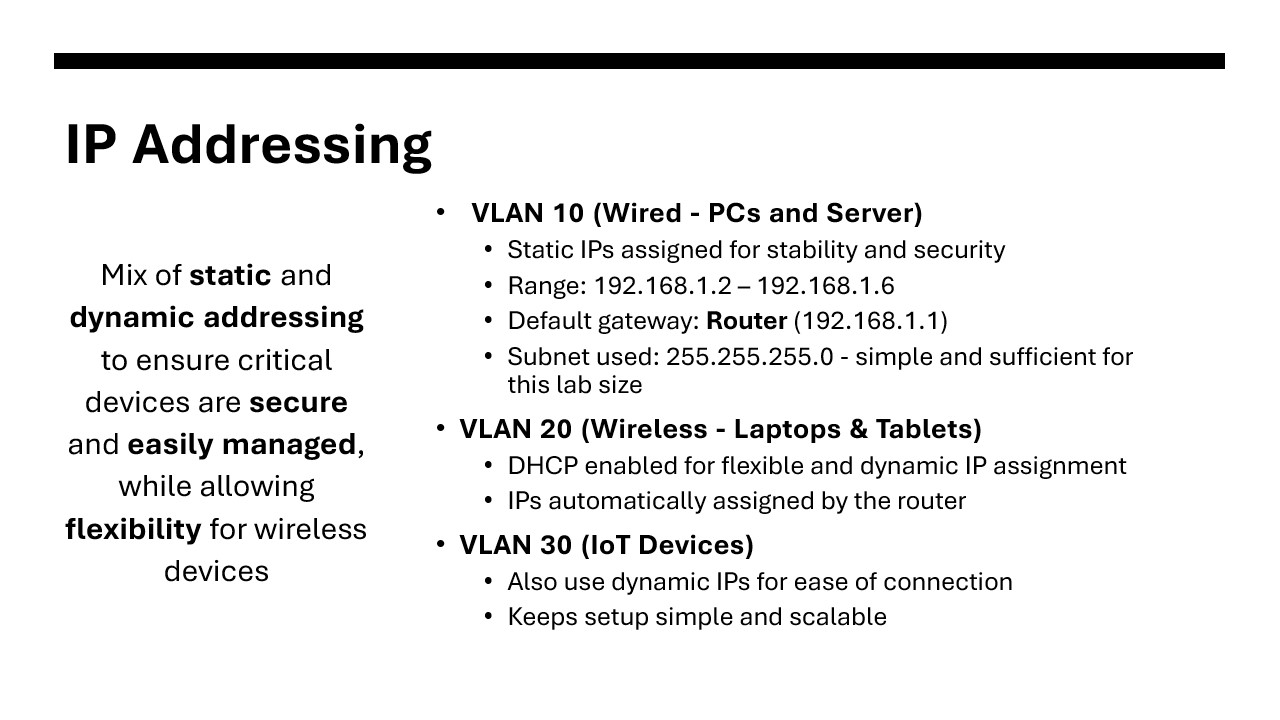 IP Addressing
Mix of static and
dynamic addressing
to ensure critical
devices are secure
and easily managed,
while allowing
flexibility for wireless
devices
• VLAN 10 (Wired - PCs and Server)
• Static IPs assigned for stability and security
• Range: 192.168.1.2 – 192.168.1.6
• Default gateway: Router (192.168.1.1)
• Subnet used: 255.255.255.0 - simple and sufficient for
this lab size
• VLAN 20 (Wireless - Laptops & Tablets)
• DHCP enabled for flexible and dynamic IP assignment
• IPs automatically assigned by the router
• VLAN 30 (IoT Devices)
• Also use dynamic IPs for ease of connection
• Keeps setup simple and scalable